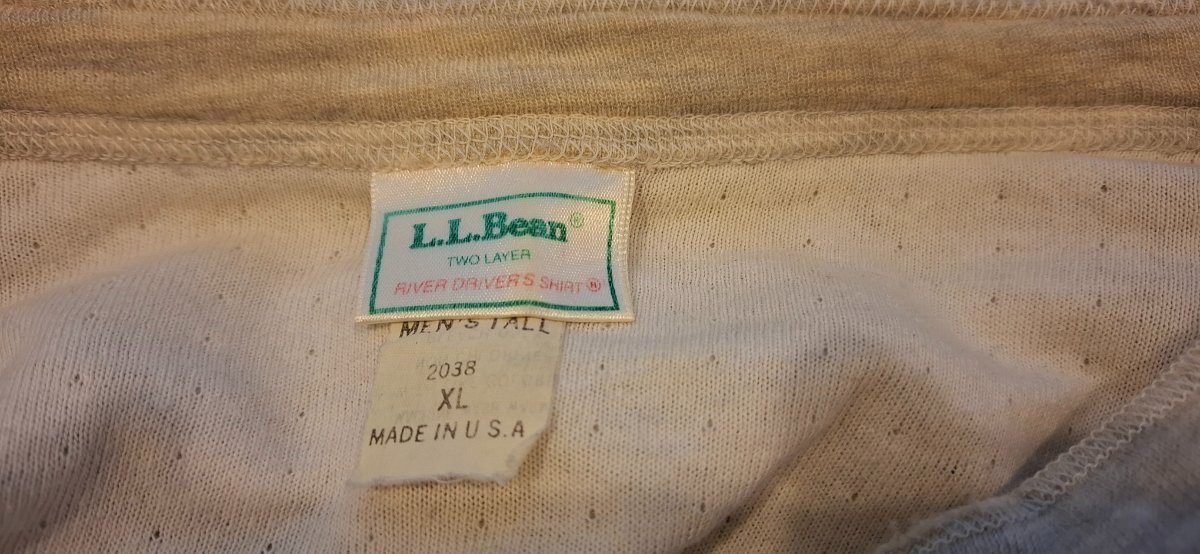 L.L.Bean®
TWO LAYER
RIVER DRIVER'S SHIRT®
MEN'S TALL
2038
XL
MADE IN U.S.A